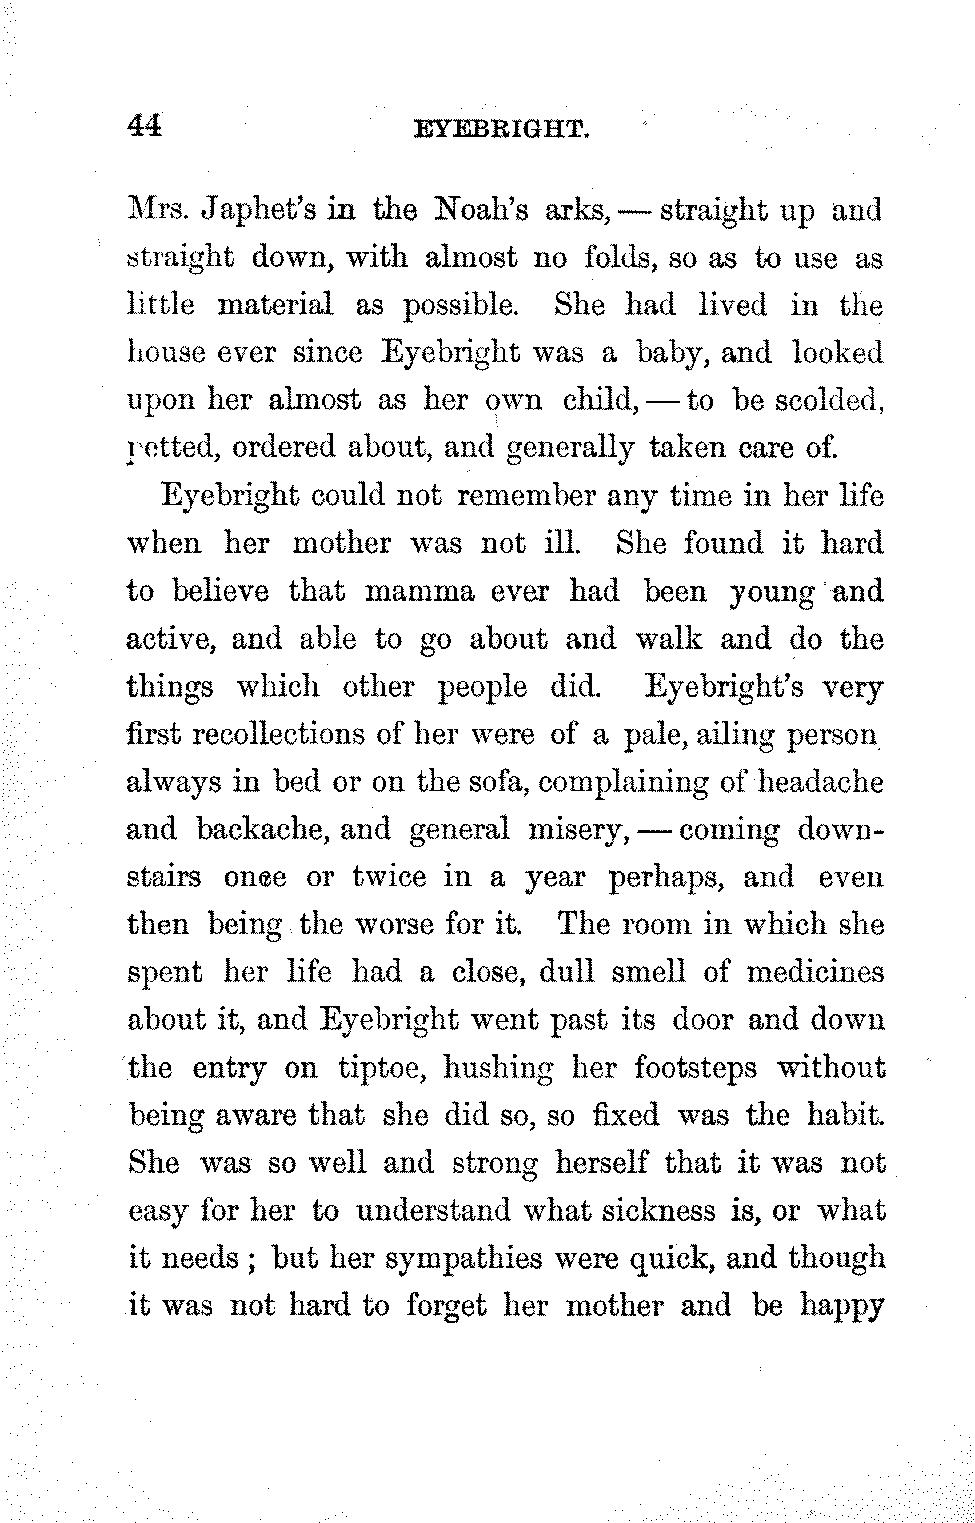 44 EYEBRIGHT.
Mrs. Japhet's in the Noah's arks, — straight up and
straight down, with almost no folds, so as to use as
little material as possible. She had lived in the
house ever since Eyebright was a baby, and looked
upon her almost as her own child, — to be scolded,
petted, ordered about, and generally taken care of.
Eyebright could not remember any time in her life
when her mother was not ill. She found it hard
to believe that mamma ever had been young and
active, and able to go about and walk and do the
things which other people did. Eyebright's very
first recollections of her were of a pale, ailing person
always in bed or on the sofa, complaining of headache
and backache, and general misery, — coming down-
stairs once or twice in a year perhaps, and even
then being the worse for it. The room in which she
spent her life had a close, dull smell of medicines
about it, and Eyebright went past its door and down
the entry on tiptoe, hushing her footsteps without
being aware that she did so, so fixed was the habit.
She was so well and strong herself that it was not
easy for her to understand what sickness is, or what
it needs ; but her sympathies were quick, and though
it was not hard to forget her mother and be happy